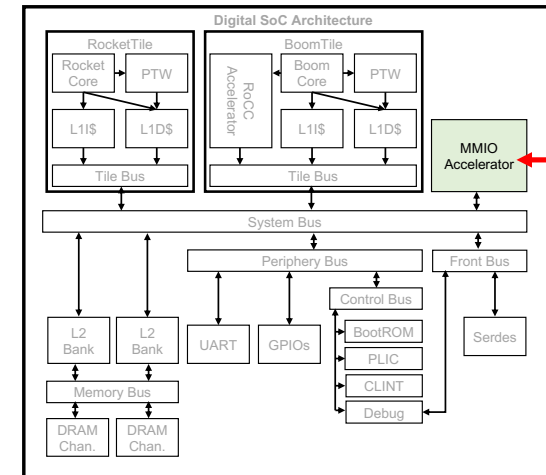 Digital SoC Architecture
RocketTile
BoomTile
Rocket
Core
PTW
L1I$
L1D$
Tile Bus
RoCC
Accelerator
Boom
Core
PTW
L1I$
L1D$
Tile Bus
MMIO
Accelerator
System Bus
Periphery Bus
Front Bus
Control Bus
L2
Bank
L2
Bank
UART
GPIOs
BootROM
PLIC
CLINT
Debug
Serdes
Memory Bus
DRAM
Chan.
DRAM
Chan.